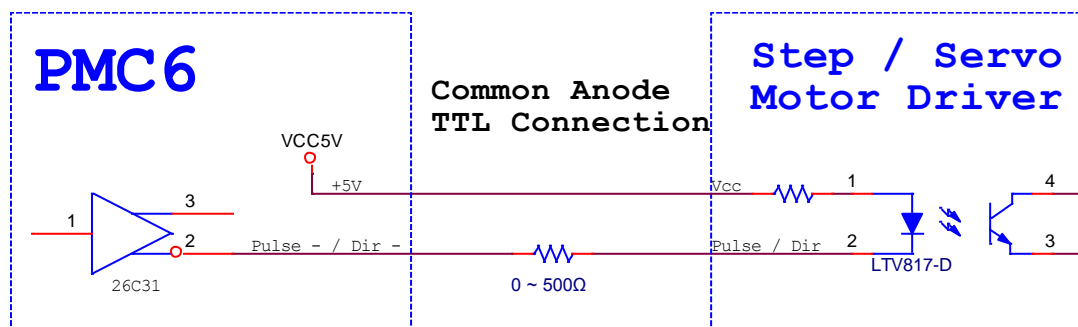 PMC6
Common Anode
TTL Connection
Step / Servo
Motor Driver
VCC5V
+5V
Vcc
1
4
3
1
2
Pulse - / Dir -
Pulse / Dir
2
3
26C31
0 ~ 500Ω
LTV817-D